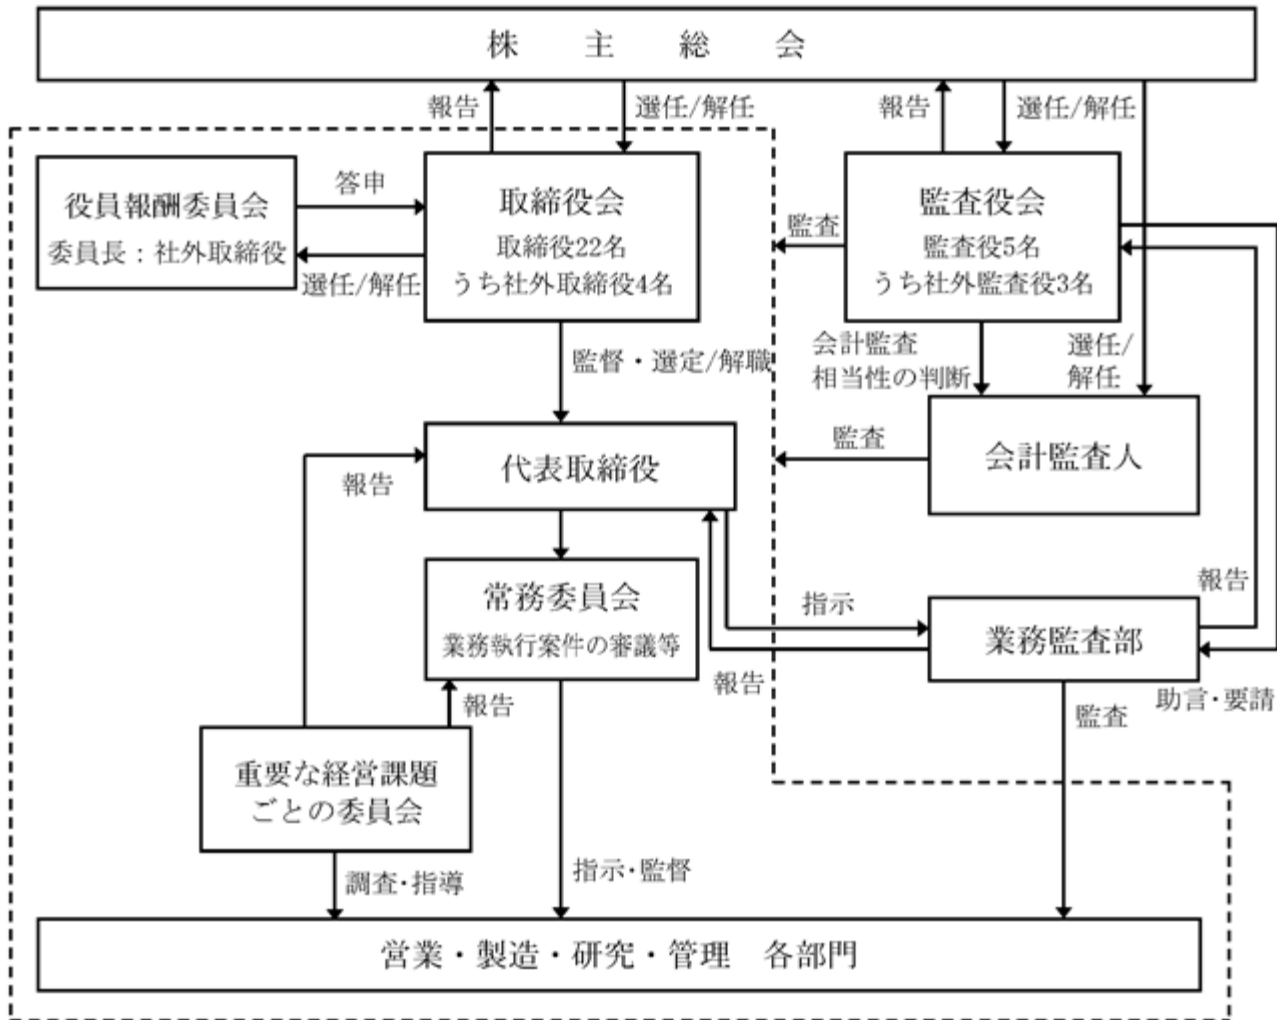 株主総会
報告
選任/解任
報告
選任/解任
役員報酬委員会
委員長：社外取締役
答申
選任/解任
取締役会
取締役22名
うち社外取締役4名
監査
監査役会
監査役5名
うち社外監査役3名
監督・選定/解職
会計監査
相当性の判断
選任/
解任
代表取締役
報告
監査
会計監査人
常務委員会
業務執行案件の審議等
指示
報告
業務監査部
報告
助言・要請
報告
監査
重要な経営課題
ごとの委員会
調査・指導
指示・監督
営業・製造・研究・管理　各部門